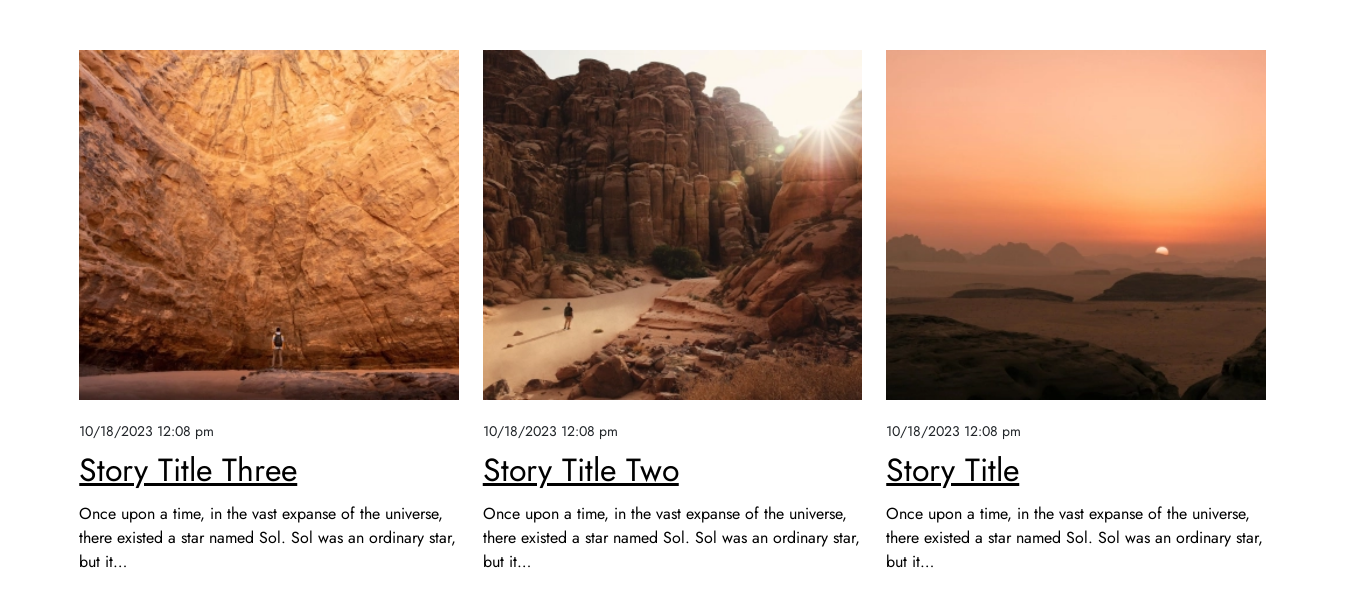 10/18/2023 12:08 pm
Story Title Three
Once upon a time, in the vast expanse of the universe,
there existed a star named Sol. Sol was an ordinary star,
but it...
10/18/2023 12:08 pm
Story Title Two
Once upon a time, in the vast expanse of the universe,
there existed a star named Sol. Sol was an ordinary star,
but it...
10/18/2023 12:08 pm
Story Title
Once upon a time, in the vast expanse of the universe,
there existed a star named Sol. Sol was an ordinary star,
but it...